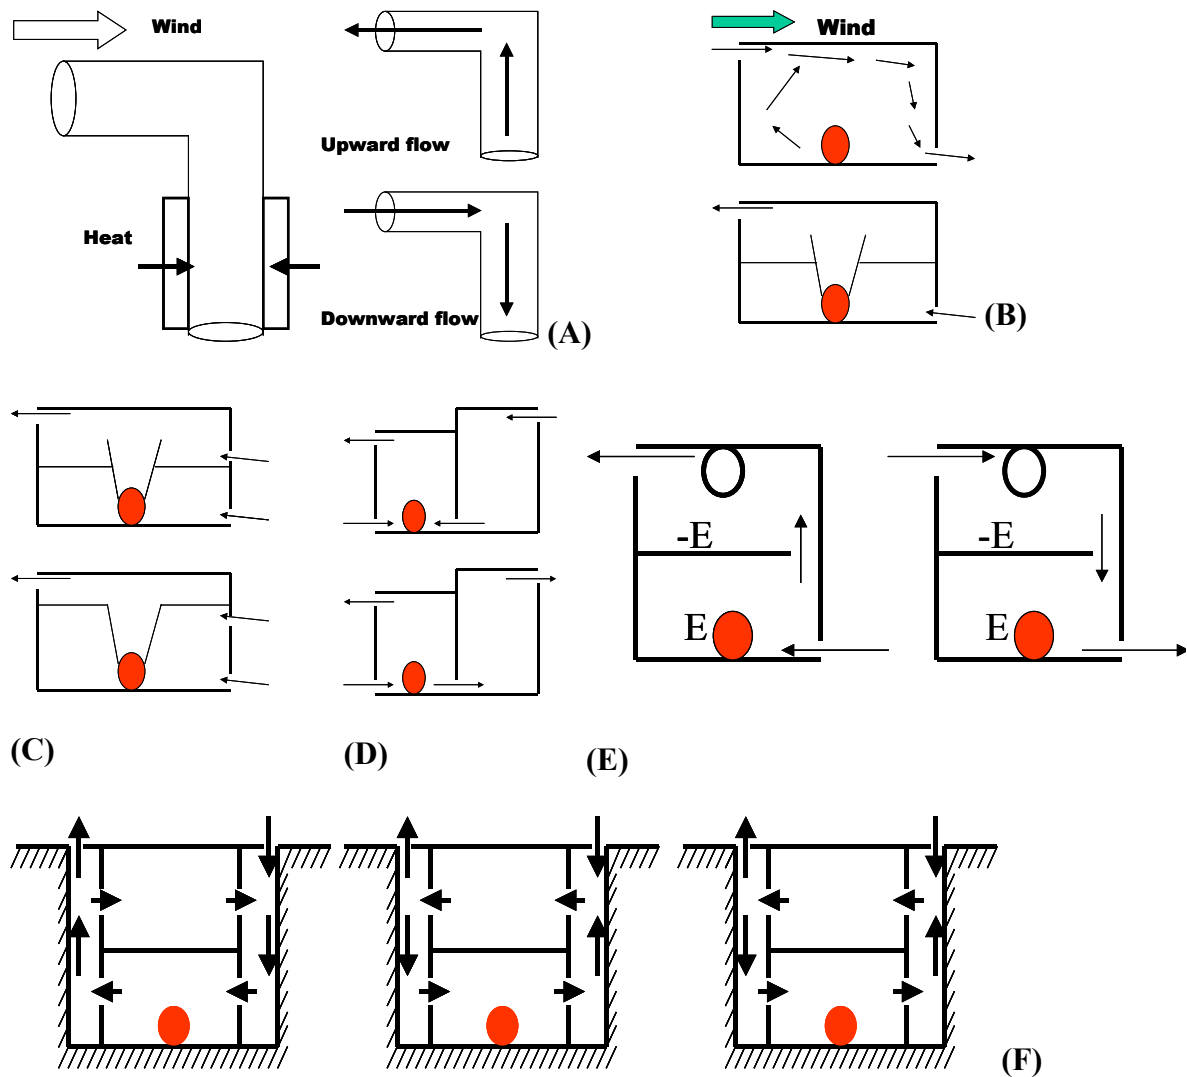 Wind
Heat
Upward flow
Downward flow
(A)
Wind
(B)
(C)
(D)
-E
E
-E
E
(E)
(F)